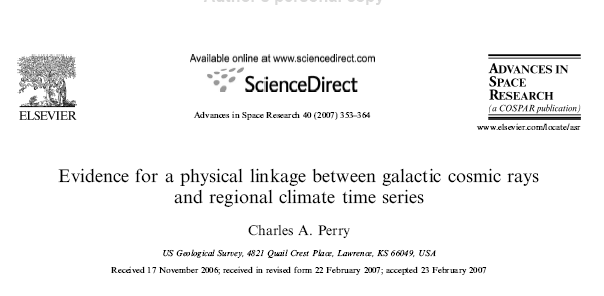 Author's personal copy
Available online at www.sciencedirect.com
ScienceDirect
ELSEVIER
Advances in Space Research 40 (2007) 353–364
ADVANCES IN
SPACE
RESEARCH
(a COSPAR publication)
www.elsevier.com/locate/asr
Evidence for a physical linkage between galactic cosmic rays
and regional climate time series
Charles A. Perry
US Geological Survey, 4821 Quail Crest Place, Lawrence, KS 66049, USA
Received 17 November 2006; received in revised form 22 February 2007; accepted 23 February 2007